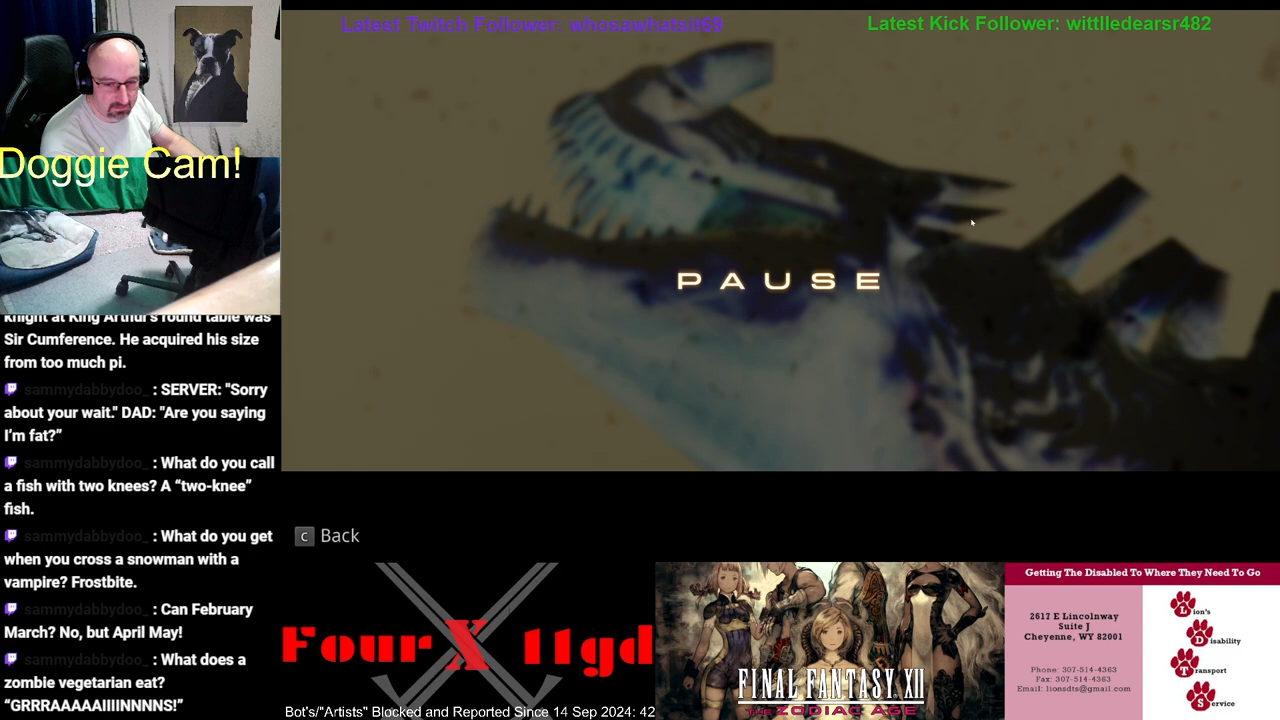 Latest Twitch Follower: whosawhatsit69
Latest Kick Follower: wittlledearsr482
Doggie Cam!
PAUSE
knight at King Arthur's round table was
Sir Cumference. He acquired his size
from too much pi.
sammydabbydoo_ : SERVER: "Sorry
about your wait." DAD: "Are you saying
I’m fat?”
sammydabbydoo_ : What do you call
a fish with two knees? A “two-knee”
fish.
sammydabbydoo_ : What do you get
when you cross a snowman with a
vampire? Frostbite.
sammydabbydoo_ : Can February
March? No, but April May!
sammydabbydoo_ : What does a
zombie vegetarian eat?
“GRRRAAAAAIIIINNNNS!”
C Back
Four X 11gd
Bot's/"Artists" Blocked and Reported Since 14 Sep 2024: 42
FINAL FANTASY XII
THE ZODIAC AGE
Getting The Disabled To Where They Need To Go
2617 E Lincolnway
Suite J
Cheyenne, WY 82001
Phone: 307-514-4363
Fax: 307-514-4363
Email: lionsdts@gmail.com
Lion's
Disability
Transport
Service